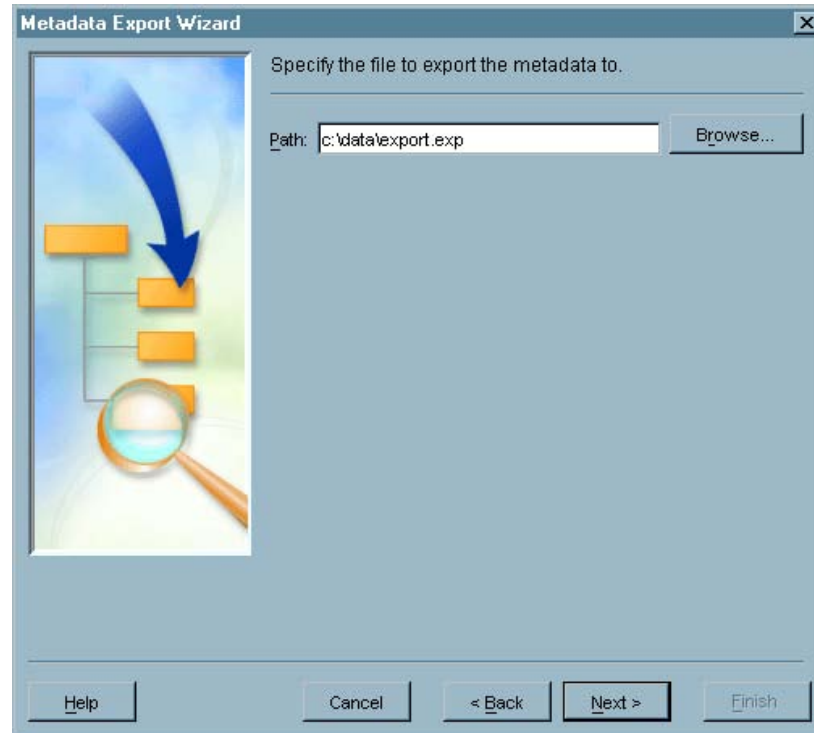 Metadata Export Wizard
Specify the file to export the metadata to.
Path: c:\data\export.exp Browse...
Help Cancel < Back Next > Finish